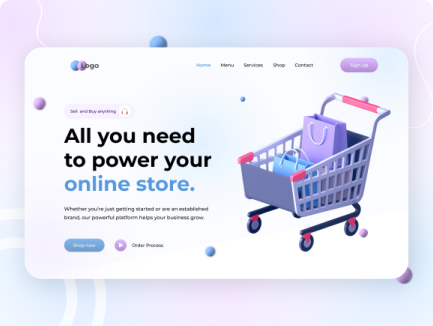 Logo
Home Menu Services Shop Contact
Sign up
Sell and Buy anything
All you need
to power your
online store.
Whether you're just getting started or are an established
brand, our powerful platform helps your business grow.
Shop now
Order Process